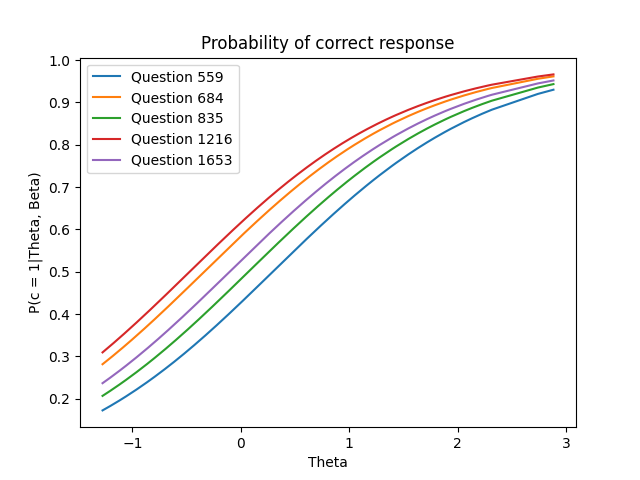 Probability of correct response
P(c = 1|Theta, Beta)
1.0
0.9
0.8
0.7
0.6
0.5
0.4
0.3
0.2
Question 559
Question 684
Question 835
Question 1216
Question 1653
−1
0
1
2
3
Theta